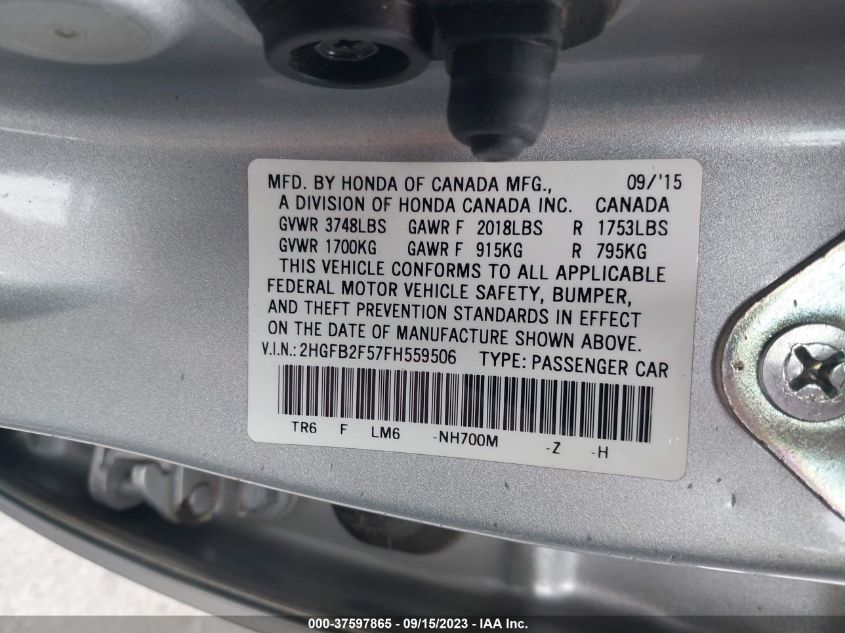 MFD. BY HONDA OF CANADA MFG., 09/'15
A DIVISION OF HONDA CANADA INC. CANADA
GVWR 3748LBS GAWR F 2018LBS R 1753LBS
GVWR 1700KG GAWR F 915KG R 795KG
THIS VEHICLE CONFORMS TO ALL APPLICABLE
FEDERAL MOTOR VEHICLE SAFETY, BUMPER,
AND THEFT PREVENTION STANDARDS IN EFFECT
ON THE DATE OF MANUFACTURE SHOWN ABOVE.
V.I.N.: 2HGFB2F57FH559506 TYPE: PASSENGER CAR
TR6 F LM6 -NH700M -Z -H
000-37597865 - 09/15/2023 - IAA Inc.